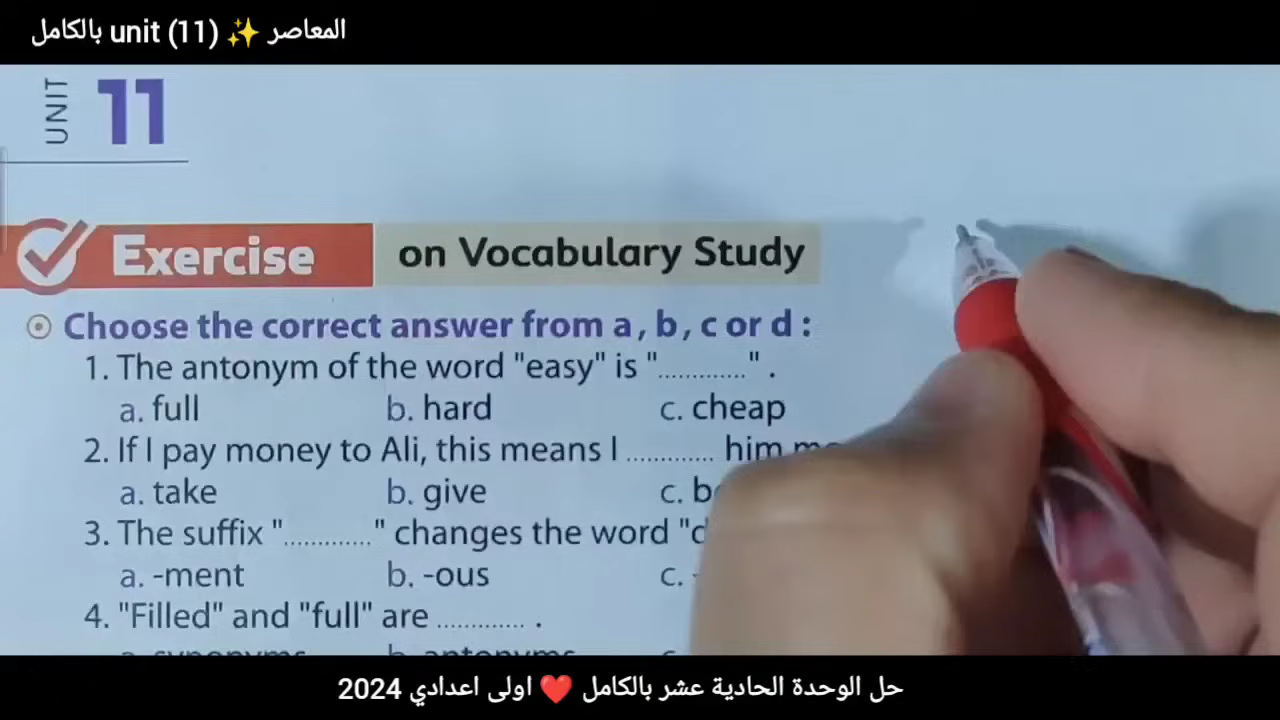 المعاصر ✨ unit (11) بالكامل
UNIT 11
Exercise on Vocabulary Study
Choose the correct answer from a, b, c or d :
1. The antonym of the word "easy" is "............." .
a. full b. hard c. cheap
2. If I pay money to Ali, this means I ............. him
a. take b. give c.
3. The suffix "............." changes the word
a. -ment b. -ous c.
4. "Filled" and "full" are ............. .
a. synonyms b. antonyms c.
حل الوحدة الحادية عشر بالكامل ❤️ اولى اعدادي 2024